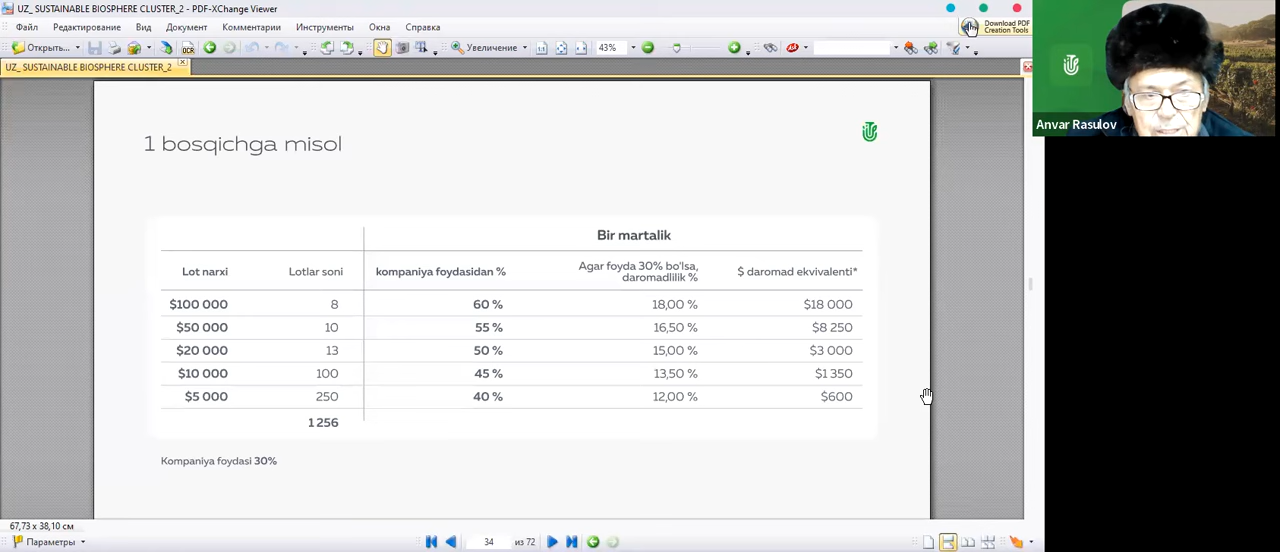 UZ_ SUSTAINABLE BIOSPHERE CLUSTER_2 - PDF-XChange Viewer
Файл Редактирование Вид Документ Комментарии Инструменты Окна Справка
Download PDF
Creation Tools
Открыть... OCR Увеличение 43%
UZ_ SUSTAINABLE BIOSPHERE CLUSTER_2
Anvar Rasulov
1 bosqichga misol
Bir martalik
Lot narxi Lotlar soni kompaniya foydasidan % Agar foyda 30% bo'lsa, daromadlilik % $ daromad ekvivalenti*
$100 000 8 60 % 18,00 % $18 000
$50 000 10 55 % 16,50 % $8 250
$20 000 13 50 % 15,00 % $3 000
$10 000 100 45 % 13,50 % $1 350
$5 000 250 40 % 12,00 % $600
1 256
Kompaniya foydasi 30%
67,73 x 38,10 см
Параметры 34 из 72